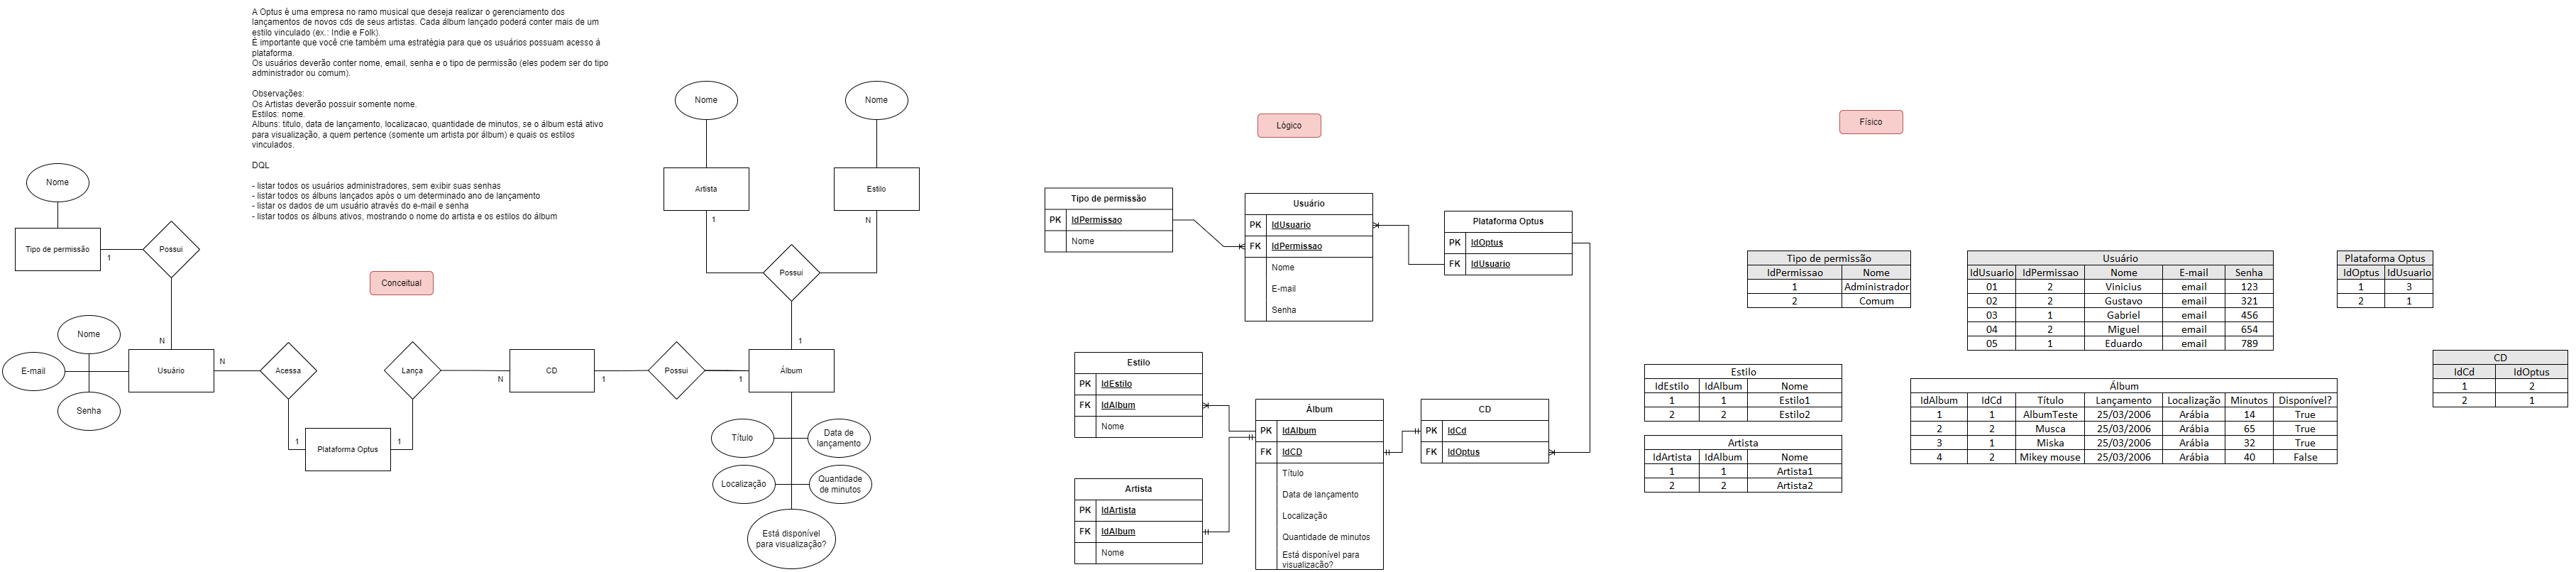 A Optus é uma empresa no ramo musical que deseja realizar o gerenciamento dos
lançamentos de novos cds de seus artistas. Cada álbum lançado poderá conter mais de um
estilo vinculado (ex.: Indie e Folk).
É importante que você crie também uma estratégia para que os usuários possuam acesso á
plataforma.
Os usuários deverão conter nome, email, senha e o tipo de permissão (eles podem ser do tipo
administrador ou comum).
Observações:
Os Artistas deverão possuir somente nome.
Estilos: nome.
Albuns: titulo, data de lançamento, localizacao, quantidade de minutos, se o álbum está ativo
para visualização, a quem pertence (somente um artista por álbum) e quais os estilos
vinculados.
DQL
- listar todos os usuários administradores, sem exibir suas senhas
- listar todos os álbuns lançados após o um determinado ano de lançamento
- listar os dados de um usuário através do e-mail e senha
- listar todos os álbuns ativos, mostrando o nome do artista e os estilos do álbum
Conceitual
Nome
Tipo de permissão
1
Possui
N
Nome
E-mail
Senha
Usuário
N
Acessa
1
Plataforma Optus
1
Lança
N
CD
1
Possui
1
Álbum
1
Possui
1
N
Artista
Nome
Estilo
Nome
Título
Data de
lançamento
Localização
Quantidade
de minutos
Está disponível
para visualização?
Lógico
Tipo de permissão
PK IdPermissao
Nome
Usuário
PK IdUsuario
FK IdPermissao
Nome
E-mail
Senha
Plataforma Optus
PK IdOptus
FK IdUsuario
Estilo
PK IdEstilo
FK IdAlbum
Nome
Artista
PK IdArtista
FK IdAlbum
Nome
Álbum
PK IdAlbum
FK IdCD
Título
Data de lançamento
Localização
Quantidade de minutos
Está disponível para
visualização?
CD
PK IdCd
FK IdOptus
Físico
Tipo de permissão
IdPermissao Nome
1 Administrador
2 Comum
Usuário
IdUsuario IdPermissao Nome E-mail Senha
01 2 Vinicius email 123
02 2 Gustavo email 321
03 1 Gabriel email 456
04 2 Miguel email 654
05 1 Eduardo email 789
Plataforma Optus
IdOptus IdUsuario
1 3
2 1
CD
IdCd IdOptus
1 2
2 1
Estilo
IdEstilo IdAlbum Nome
1 1 Estilo1
2 2 Estilo2
Artista
IdArtista IdAlbum Nome
1 1 Artista1
2 2 Artista2
Álbum
IdAlbum IdCd Título Lançamento Localização Minutos Disponível?
1 1 AlbumTeste 25/03/2006 Arábia 14 True
2 2 Musca 25/03/2006 Arábia 65 True
3 1 Miska 25/03/2006 Arábia 32 True
4 2 Mikey mouse 25/03/2006 Arábia 40 False